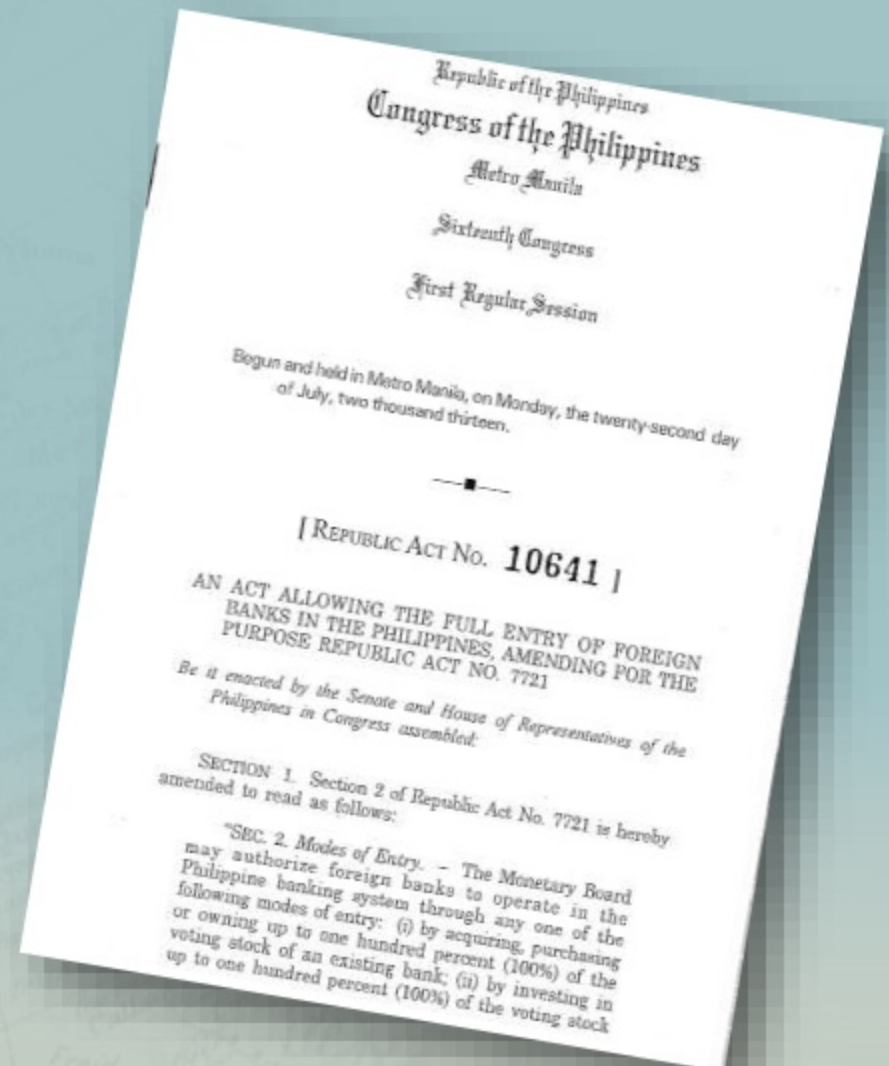 Republic of the Philippines
Congress of the Philippines
Metro Manila
Sixteenth Congress
First Regular Session
Begun and held in Metro Manila, on Monday, the twenty-second day
of July, two thousand thirteen.
[ REPUBLIC ACT NO. 10641 ]
AN ACT ALLOWING THE FULL ENTRY OF FOREIGN
BANKS IN THE PHILIPPINES, AMENDING FOR THE
PURPOSE REPUBLIC ACT NO. 7721
Be it enacted by the Senate and House of Representatives of the
Philippines in Congress assembled:
SECTION 1. Section 2 of Republic Act No. 7721 is hereby
amended to read as follows:
"SEC. 2. Modes of Entry. – The Monetary Board
may authorize foreign banks to operate in the
Philippine banking system through any one of the
following modes of entry: (i) by acquiring, purchasing
or owning up to one hundred percent (100%) of the
voting stock of an existing bank; (ii) by investing in
up to one hundred percent (100%) of the voting stock